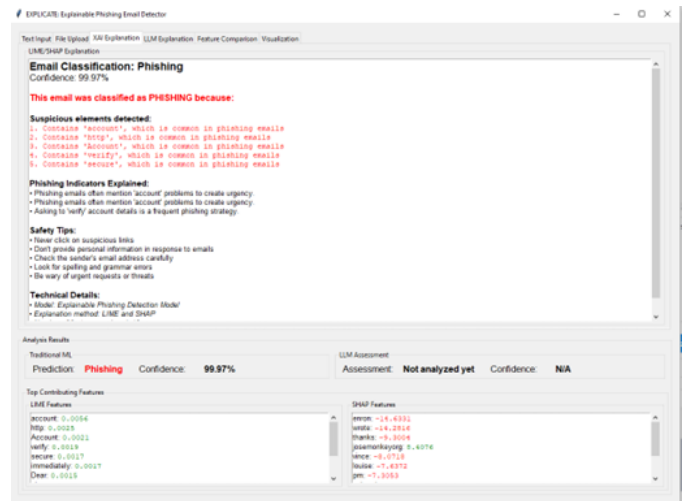 EXPLICATE: Explainable Phishing Email Detector
Text Input File Upload XAI Explanation LLM Explanation Feature Comparison Visualization
LIME/SHAP Explanation
Email Classification: Phishing
Confidence: 99.97%
This email was classified as PHISHING because:
Suspicious elements detected:
1. Contains 'account', which is common in phishing emails
2. Contains 'http', which is common in phishing emails
3. Contains 'Account', which is common in phishing emails
4. Contains 'verify', which is common in phishing emails
5. Contains 'secure', which is common in phishing emails
Phishing Indicators Explained:
• Phishing emails often mention 'account' problems to create urgency.
• Phishing emails often mention 'account' problems to create urgency.
• Asking to 'verify' account details is a frequent phishing strategy.
Safety Tips:
• Never click on suspicious links
• Don't provide personal information in response to emails
• Check the sender's email address carefully
• Look for spelling and grammar errors
• Be wary of urgent requests or threats
Technical Details:
• Model: Explainable Phishing Detection Model
• Explanation method: LIME and SHAP
Analysis Results
Traditional ML
Prediction: Phishing Confidence: 99.97%
LLM Assessment
Assessment: Not analyzed yet Confidence: N/A
Top Contributing Features
LIME Features
account: 0.0056
http: 0.0025
Account: 0.0021
verify: 0.0019
secure: 0.0017
immediately: 0.0017
Dear: 0.0015
SHAP Features
enron: -14.6331
wrote: -14.2516
thanks: -9.3004
josemonkeyorg: 8.4076
vince: -8.0718
louise: -7.6372
pm: -7.3053